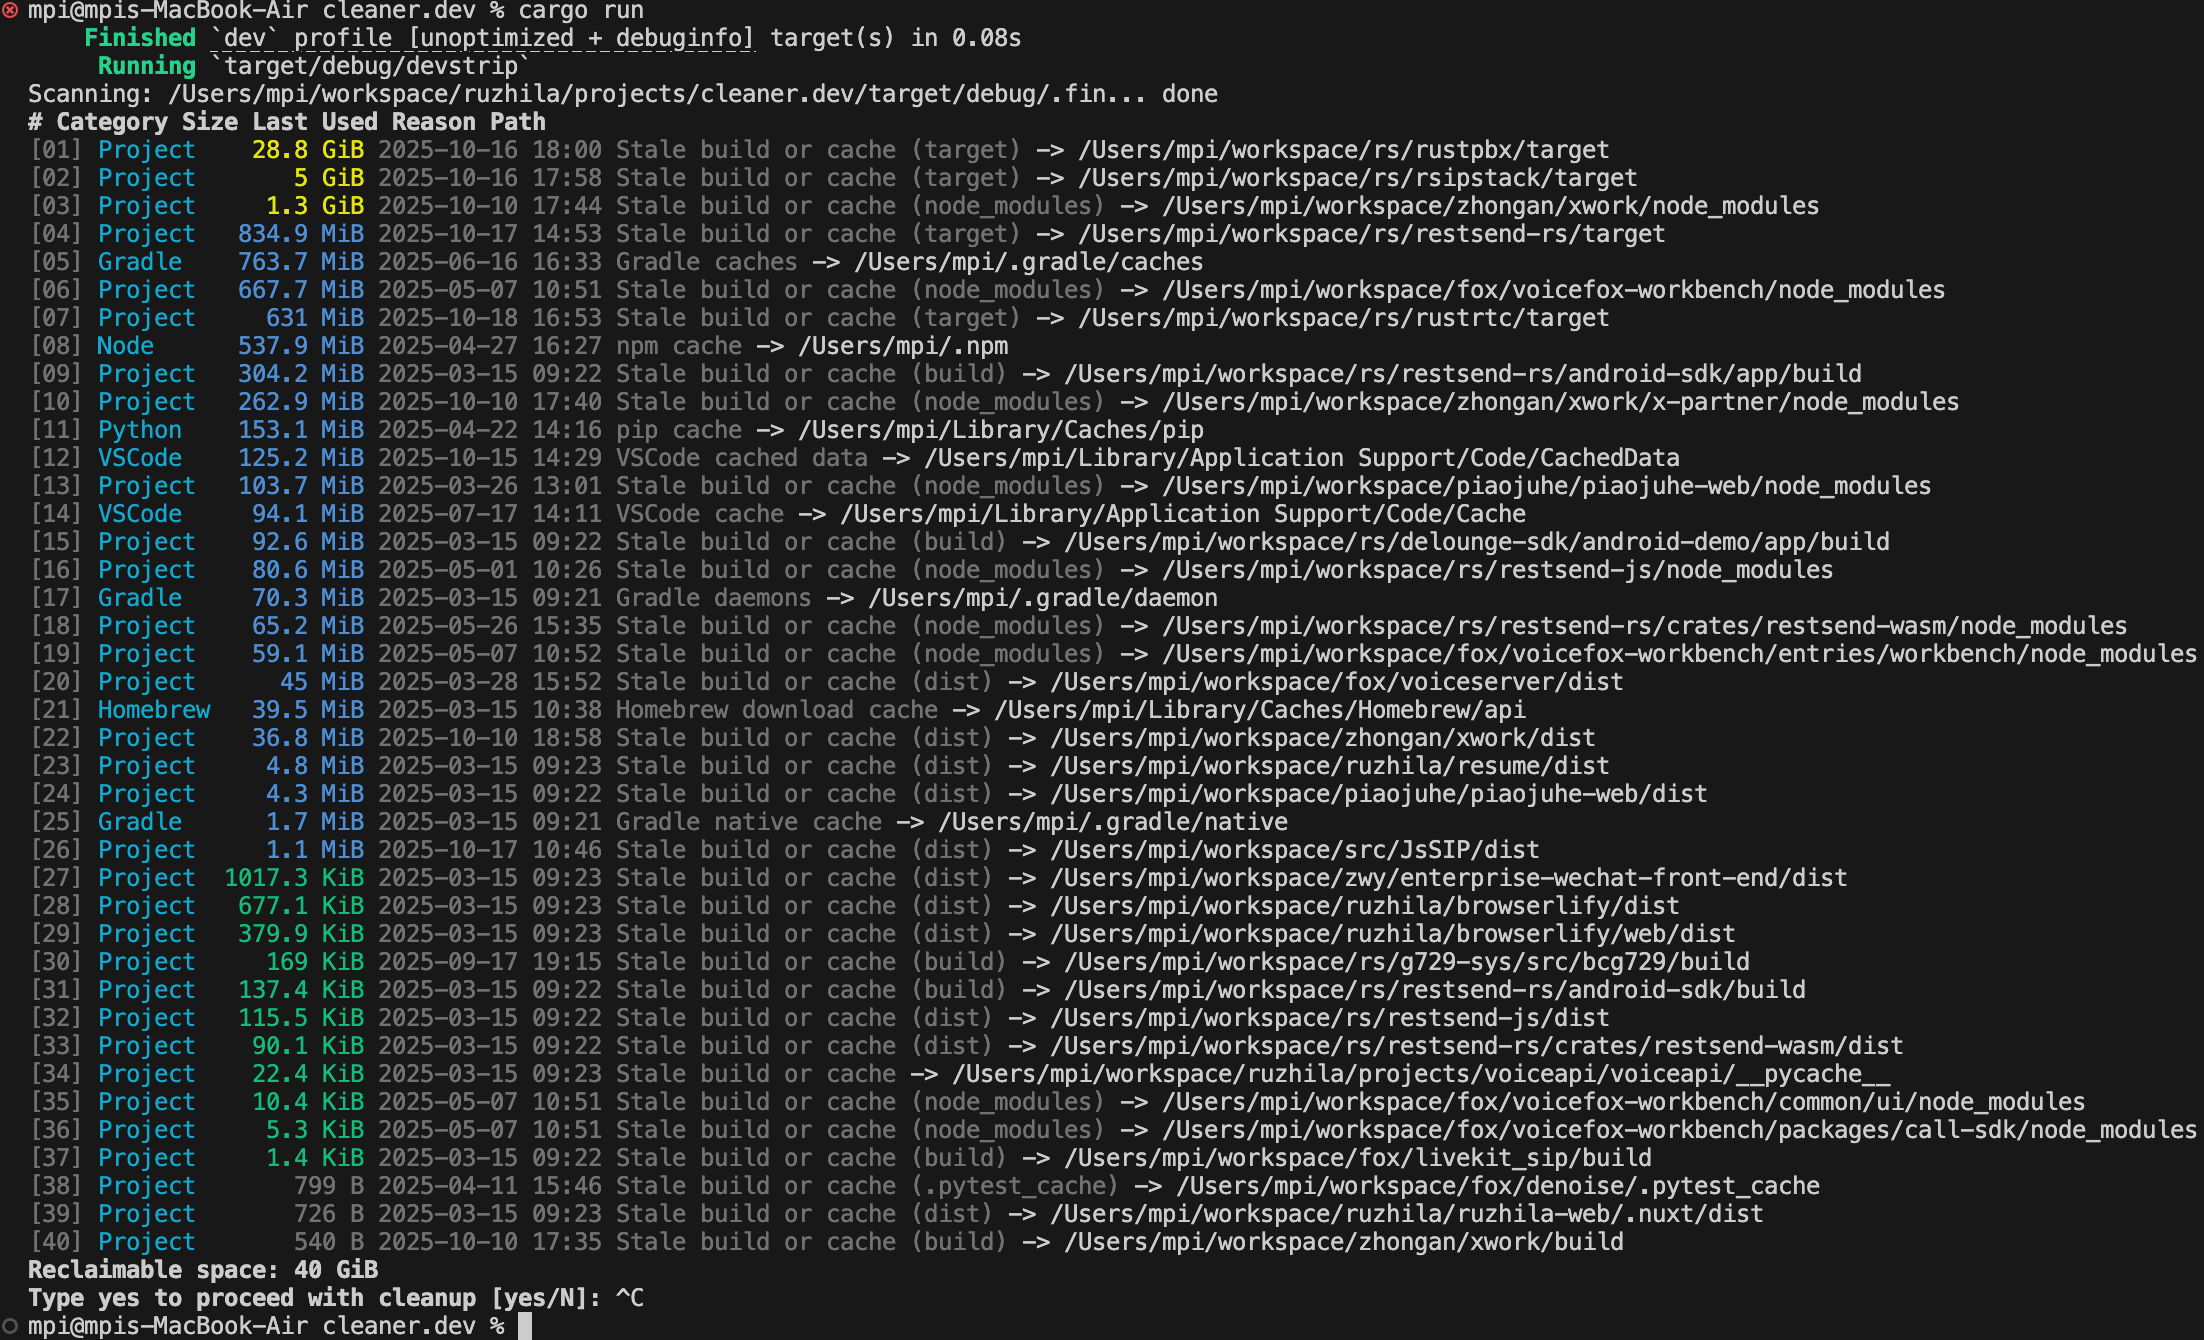 mpi@mpis-MacBook-Air cleaner.dev % cargo run
Finished `dev` profile [unoptimized + debuginfo] target(s) in 0.08s
Running `target/debug/devstrip`
Scanning: /Users/mpi/workspace/ruzhila/projects/cleaner.dev/target/debug/.fin... done
# Category Size Last Used Reason Path
[01] Project 28.8 GiB 2025-10-16 18:00 Stale build or cache (target) -> /Users/mpi/workspace/rs/rustpbx/target
[02] Project 5 GiB 2025-10-16 17:58 Stale build or cache (target) -> /Users/mpi/workspace/rs/rsipstack/target
[03] Project 1.3 GiB 2025-10-10 17:44 Stale build or cache (node_modules) -> /Users/mpi/workspace/zhongan/xwork/node_modules
[04] Project 834.9 MiB 2025-10-17 14:53 Stale build or cache (target) -> /Users/mpi/workspace/rs/restsend-rs/target
[05] Gradle 763.7 MiB 2025-06-16 16:33 Gradle caches -> /Users/mpi/.gradle/caches
[06] Project 667.7 MiB 2025-05-07 10:51 Stale build or cache (node_modules) -> /Users/mpi/workspace/fox/voicefox-workbench/node_modules
[07] Project 631 MiB 2025-10-18 16:53 Stale build or cache (target) -> /Users/mpi/workspace/rs/rustrtc/target
[08] Node 537.9 MiB 2025-04-27 16:27 npm cache -> /Users/mpi/.npm
[09] Project 304.2 MiB 2025-03-15 09:22 Stale build or cache (build) -> /Users/mpi/workspace/rs/restsend-rs/android-sdk/app/build
[10] Project 262.9 MiB 2025-10-10 17:40 Stale build or cache (node_modules) -> /Users/mpi/workspace/zhongan/xwork/x-partner/node_modules
[11] Python 153.1 MiB 2025-04-22 14:16 pip cache -> /Users/mpi/Library/Caches/pip
[12] VSCode 125.2 MiB 2025-10-15 14:29 VSCode cached data -> /Users/mpi/Library/Application Support/Code/CachedData
[13] Project 103.7 MiB 2025-03-26 13:01 Stale build or cache (node_modules) -> /Users/mpi/workspace/piaojuhe/piaojuhe-web/node_modules
[14] VSCode 94.1 MiB 2025-07-17 14:11 VSCode cache -> /Users/mpi/Library/Application Support/Code/Cache
[15] Project 92.6 MiB 2025-03-15 09:22 Stale build or cache (build) -> /Users/mpi/workspace/rs/delounge-sdk/android-demo/app/build
[16] Project 80.6 MiB 2025-05-01 10:26 Stale build or cache (node_modules) -> /Users/mpi/workspace/rs/restsend-js/node_modules
[17] Gradle 70.3 MiB 2025-03-15 09:21 Gradle daemons -> /Users/mpi/.gradle/daemon
[18] Project 65.2 MiB 2025-05-26 15:35 Stale build or cache (node_modules) -> /Users/mpi/workspace/rs/restsend-rs/crates/restsend-wasm/node_modules
[19] Project 59.1 MiB 2025-05-07 10:52 Stale build or cache (node_modules) -> /Users/mpi/workspace/fox/voicefox-workbench/entries/workbench/node_modules
[20] Project 45 MiB 2025-03-28 15:52 Stale build or cache (dist) -> /Users/mpi/workspace/fox/voiceserver/dist
[21] Homebrew 39.5 MiB 2025-03-15 10:38 Homebrew download cache -> /Users/mpi/Library/Caches/Homebrew/api
[22] Project 36.8 MiB 2025-10-10 18:58 Stale build or cache (dist) -> /Users/mpi/workspace/zhongan/xwork/dist
[23] Project 4.8 MiB 2025-03-15 09:23 Stale build or cache (dist) -> /Users/mpi/workspace/ruzhila/resume/dist
[24] Project 4.3 MiB 2025-03-15 09:22 Stale build or cache (dist) -> /Users/mpi/workspace/piaojuhe/piaojuhe-web/dist
[25] Gradle 1.7 MiB 2025-03-15 09:21 Gradle native cache -> /Users/mpi/.gradle/native
[26] Project 1.1 MiB 2025-10-17 10:46 Stale build or cache (dist) -> /Users/mpi/workspace/src/JsSIP/dist
[27] Project 1017.3 KiB 2025-03-15 09:23 Stale build or cache (dist) -> /Users/mpi/workspace/zwy/enterprise-wechat-front-end/dist
[28] Project 677.1 KiB 2025-03-15 09:23 Stale build or cache (dist) -> /Users/mpi/workspace/ruzhila/browserlify/dist
[29] Project 379.9 KiB 2025-03-15 09:23 Stale build or cache (dist) -> /Users/mpi/workspace/ruzhila/browserlify/web/dist
[30] Project 169 KiB 2025-09-17 19:15 Stale build or cache (build) -> /Users/mpi/workspace/rs/g729-sys/src/bcg729/build
[31] Project 137.4 KiB 2025-03-15 09:22 Stale build or cache (build) -> /Users/mpi/workspace/rs/restsend-rs/android-sdk/build
[32] Project 115.5 KiB 2025-03-15 09:22 Stale build or cache (dist) -> /Users/mpi/workspace/rs/restsend-js/dist
[33] Project 90.1 KiB 2025-03-15 09:22 Stale build or cache (dist) -> /Users/mpi/workspace/rs/restsend-rs/crates/restsend-wasm/dist
[34] Project 22.4 KiB 2025-03-15 09:23 Stale build or cache -> /Users/mpi/workspace/ruzhila/projects/voiceapi/voiceapi/__pycache__
[35] Project 10.4 KiB 2025-05-07 10:51 Stale build or cache (node_modules) -> /Users/mpi/workspace/fox/voicefox-workbench/common/ui/node_modules
[36] Project 5.3 KiB 2025-05-07 10:51 Stale build or cache (node_modules) -> /Users/mpi/workspace/fox/voicefox-workbench/packages/call-sdk/node_modules
[37] Project 1.4 KiB 2025-03-15 09:22 Stale build or cache (build) -> /Users/mpi/workspace/fox/livekit_sip/build
[38] Project 799 B 2025-04-11 15:46 Stale build or cache (.pytest_cache) -> /Users/mpi/workspace/fox/denoise/.pytest_cache
[39] Project 726 B 2025-03-15 09:23 Stale build or cache (dist) -> /Users/mpi/workspace/ruzhila/ruzhila-web/.nuxt/dist
[40] Project 540 B 2025-10-10 17:35 Stale build or cache (build) -> /Users/mpi/workspace/zhongan/xwork/build
Reclaimable space: 40 GiB
Type yes to proceed with cleanup [yes/N]: ^C
mpi@mpis-MacBook-Air cleaner.dev %